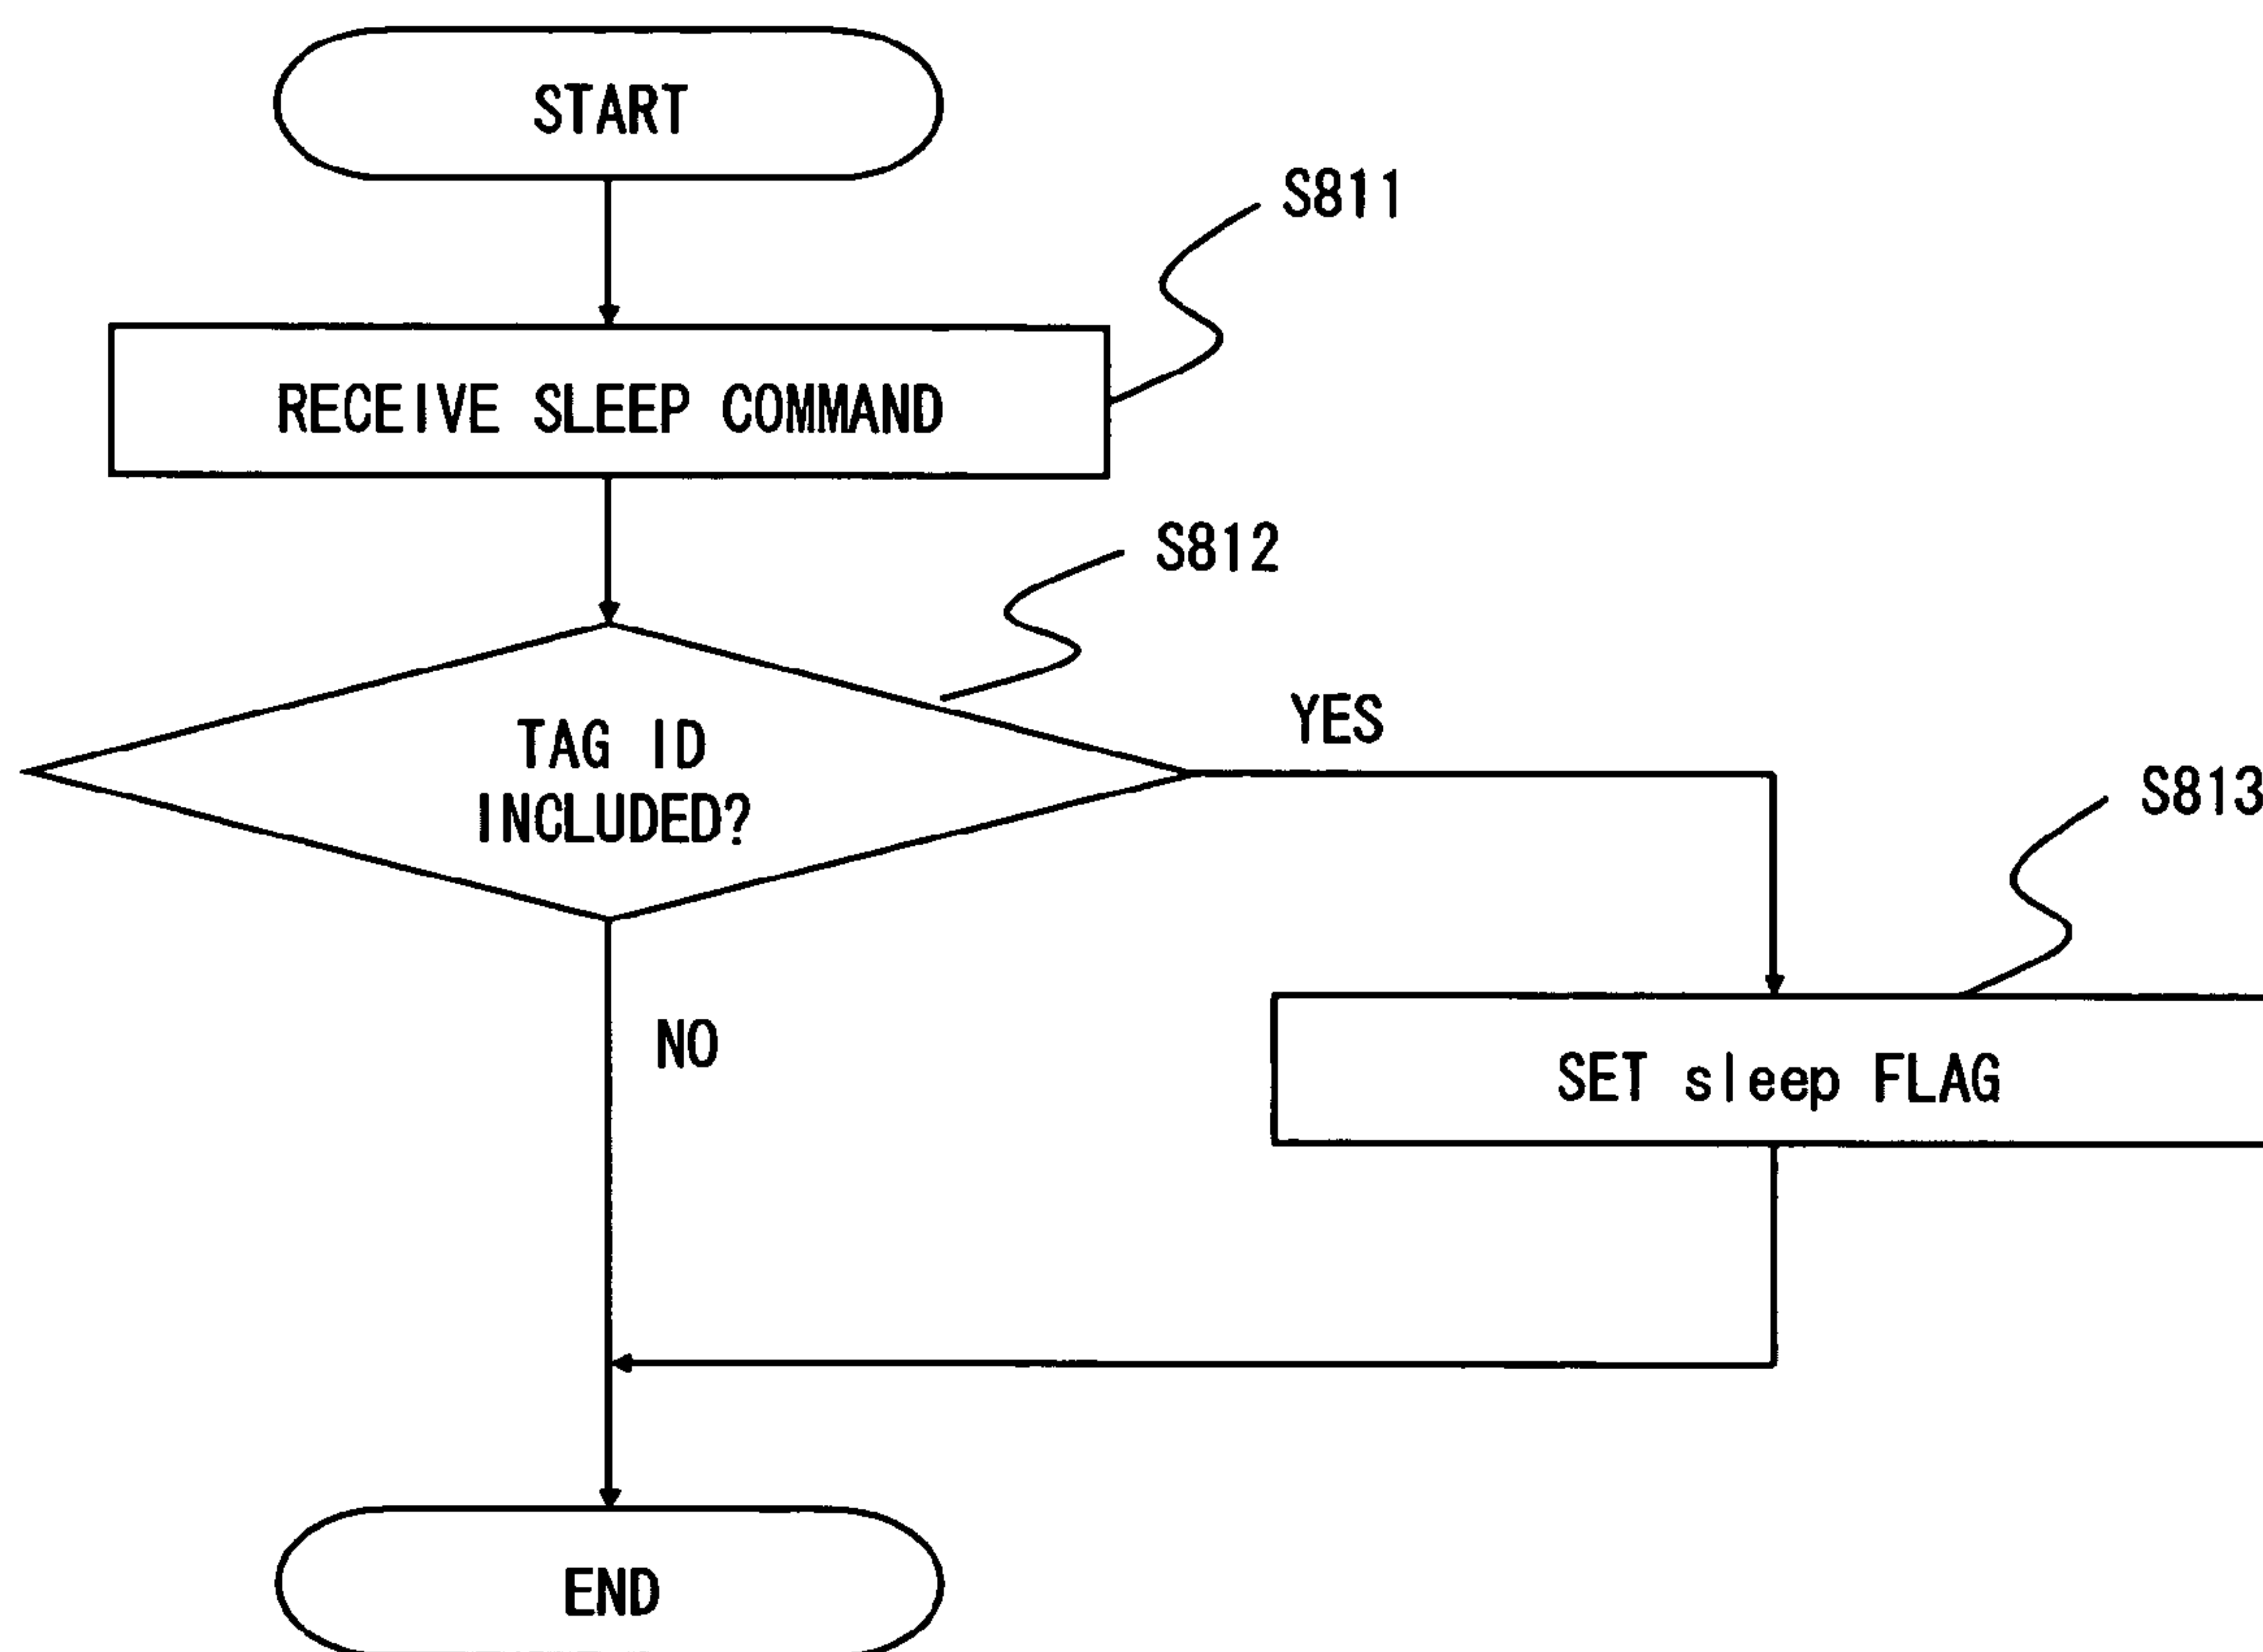 START
S811
RECEIVE SLEEP COMMAND
S812
TAG ID
INCLUDED?
YES
S813
NO
SET sleep FLAG
END